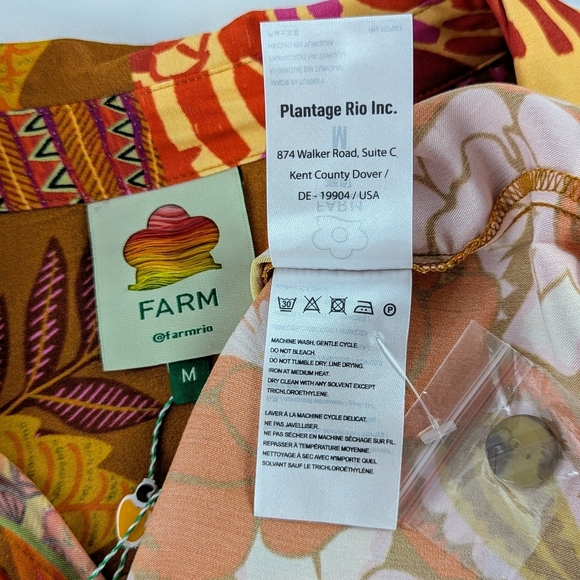 Plantage Rio Inc.
874 Walker Road, Suite C,
Kent County Dover /
DE - 19904 / USA
FARM
@farmrio
M
30
P
MACHINE WASH, GENTLE CYCLE.
DO NOT BLEACH.
DO NOT TUMBLE DRY, LINE DRYING.
IRON AT MEDIUM HEAT.
DRY CLEAN WITH ANY SOLVENT EXCEPT
TRICHLOROETHYLENE.
LAVER À LA MACHINE CYCLE DELICAT.
NE PAS JAVELLISER.
NE PAS SÉCHER EN MACHINE SÉCHAGE SUR FIL.
REPASSER À TEMPÉRATURE MOYENNE.
NETTOYAGE À SEC AVEC N'IMPORTE QUEL
SOLVANT SAUF LE TRICHLOROÉTHYLÈNE.